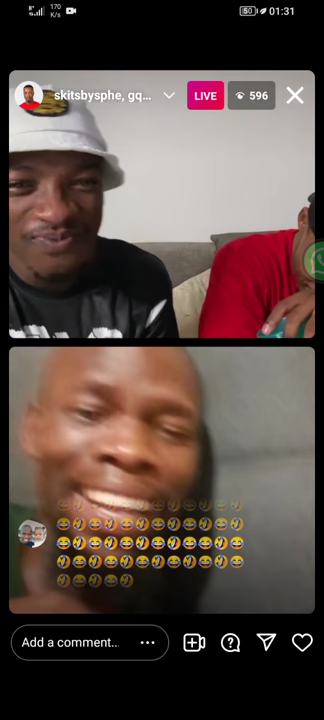 170
K/s
50
01:31
skitsbysphe, gq...
LIVE
596
Add a comment...